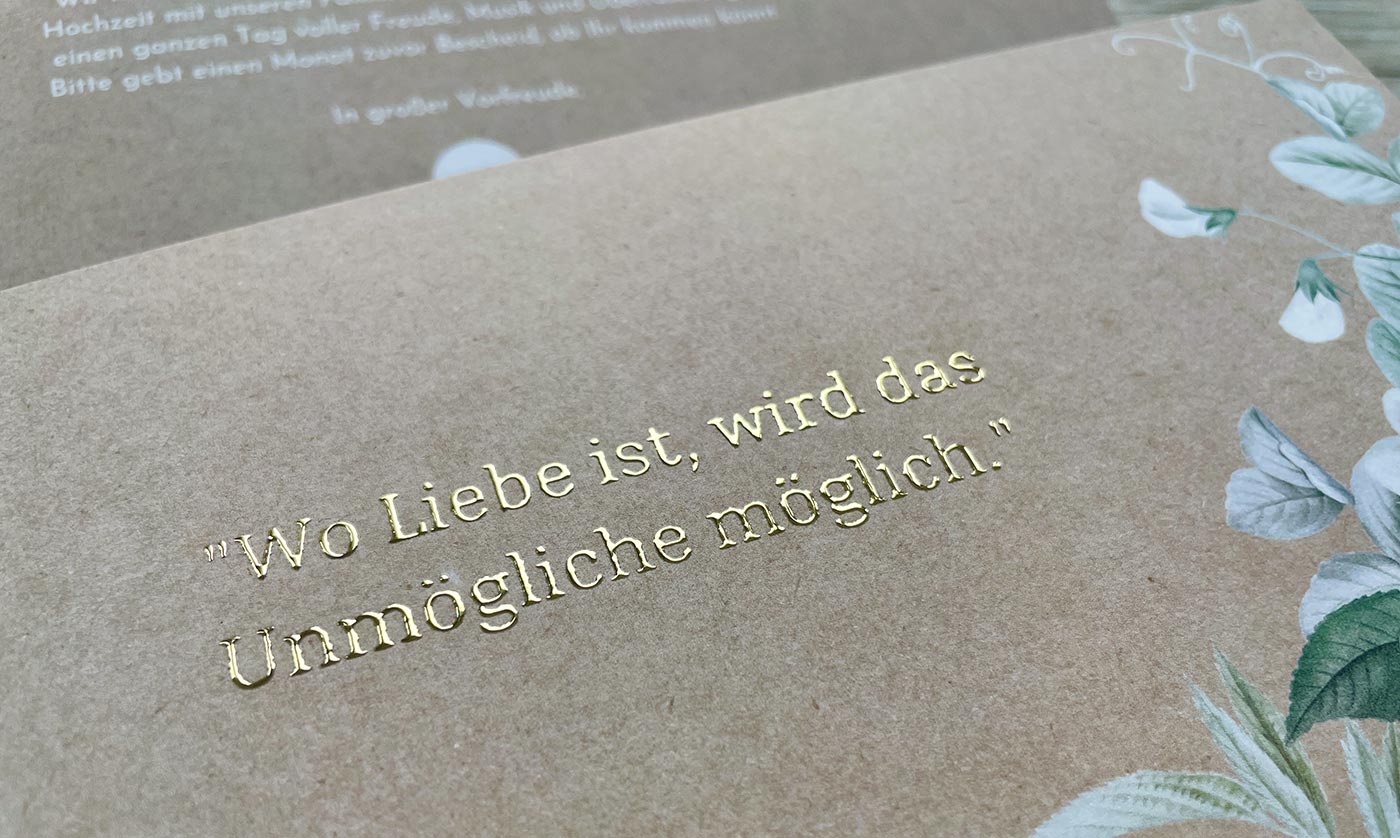 Hochzeit mit unseren
einen ganzen Tag voller Freude, Musik und
Bitte gebt einen Monat zuvor Bescheid, ob Ihr kommen könnt
In großer Vorfreude,
"Wo Liebe ist, wird das
Unmögliche möglich."